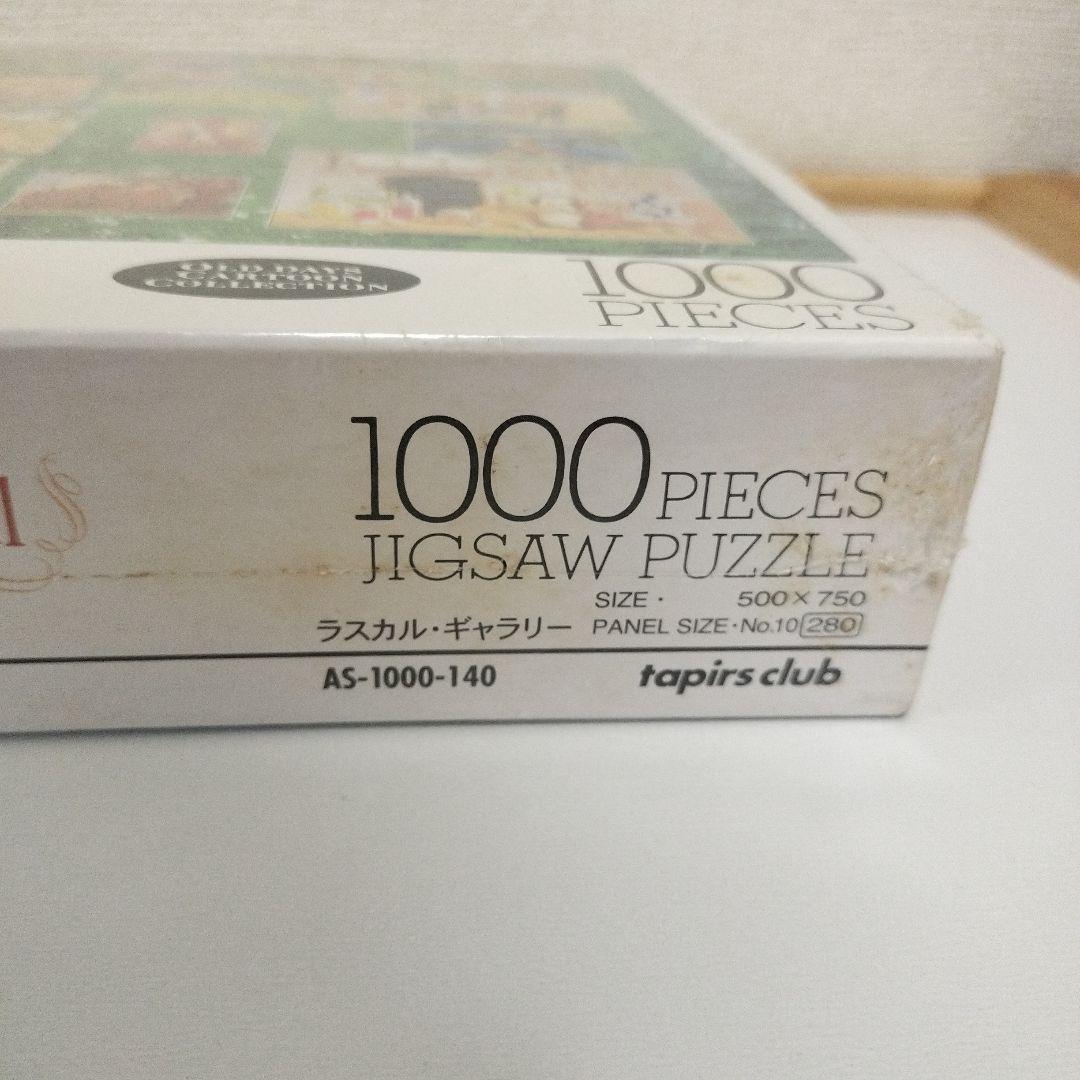 OLD DAYS
CARTOON
COLLECTION
1000
PIECES
1000 PIECES
JIGSAW PUZZLE
SIZE・ 500×750
ラスカル・ギャラリー PANEL SIZE・No.10 280
AS-1000-140 tapirs club